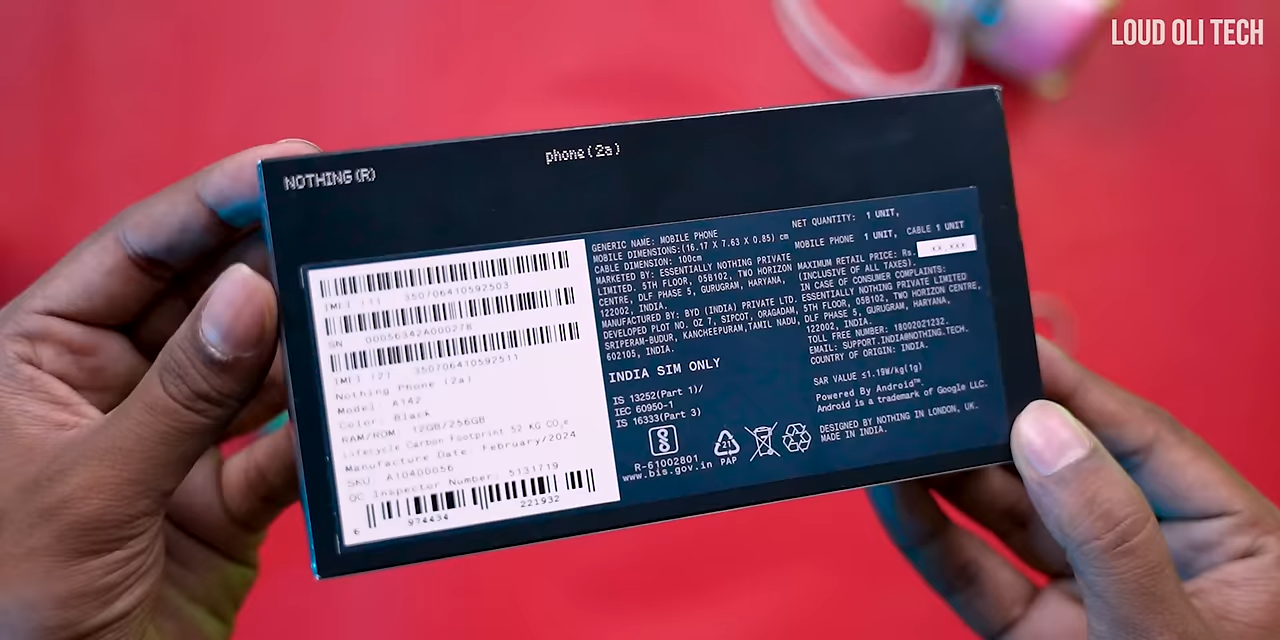 LOUD OLI TECH
NOTHING (R)
phone (2a)
IMEI (1) 350706410592503
SN 00056342A000278
IMEI (2) 350706410592511
Nothing Phone (2a)
Model: A142
Color: Black
RAM/ROM: 12GB/256GB
Lifecycle Carbon Footprint 52 KG CO₂e
Manufacture Date: February/2024
SKU: A10400056
QC Inspector Number: 5131719
6 974434 221932
GENERIC NAME: MOBILE PHONE
MOBILE DIMENSIONS:(16.17 X 7.63 X 0.85) cm
CABLE DIMENSION: 100cm
MARKETED BY: ESSENTIALLY NOTHING PRIVATE
LIMITED. 5TH FLOOR, 05B102, TWO HORIZON
CENTRE, DLF PHASE 5, GURUGRAM, HARYANA,
122002, INDIA.
MANUFACTURED BY: BYD (INDIA) PRIVATE LTD.
DEVELOPED PLOT NO. OZ 7, SIPCOT, ORAGADAM,
SRIPERAM-BUDUR, KANCHEEPURAM,TAMIL NADU,
602105, INDIA.
INDIA SIM ONLY
IS 13252(Part 1)/
IEC 60950-1
IS 16333(Part 3)
R-61002801
www.bis.gov.in
21
PAP
NET QUANTITY: 1 UNIT,
MOBILE PHONE 1 UNIT, CABLE 1 UNIT
MAXIMUM RETAIL PRICE: Rs. xx,xxx
(INCLUSIVE OF ALL TAXES).
IN CASE OF CONSUMER COMPLAINTS:
ESSENTIALLY NOTHING PRIVATE LIMITED
5TH FLOOR, 05B102, TWO HORIZON CENTRE,
DLF PHASE 5, GURUGRAM, HARYANA,
122002, INDIA.
TOLL FREE NUMBER: 18002021232.
EMAIL: SUPPORT.INDIA@NOTHING.TECH.
COUNTRY OF ORIGIN: INDIA.
SAR VALUE ≤1.19W/kg(1g)
Powered By Android™.
Android is a trademark of Google LLC.
DESIGNED BY NOTHING IN LONDON, UK.
MADE IN INDIA.